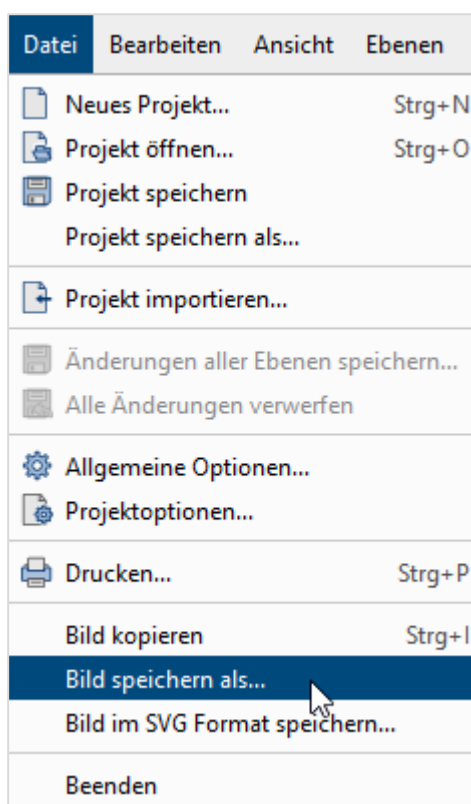 Datei Bearbeiten Ansicht Ebenen
Neues Projekt... Strg+N
Projekt öffnen... Strg+O
Projekt speichern
Projekt speichern als...
Projekt importieren...
Änderungen aller Ebenen speichern...
Alle Änderungen verwerfen
Allgemeine Optionen...
Projektoptionen...
Drucken... Strg+P
Bild kopieren Strg+I
Bild speichern als...
Bild im SVG Format speichern...
Beenden